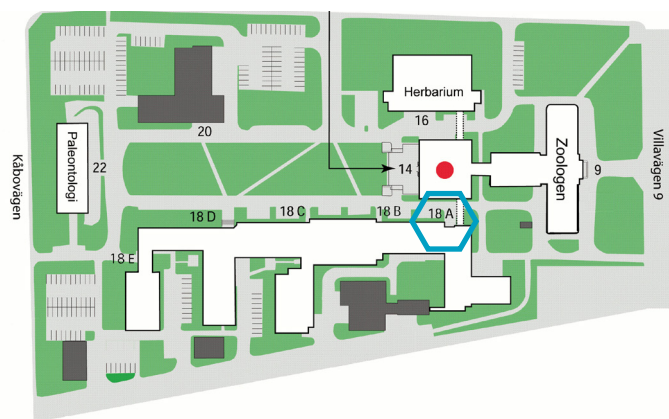 Herbarium
16
20
Paleontologi
22
Kåbovägen
14
Zoologen
9
Villavägen 9
18 D
18 C
18 B
18 A
18 E